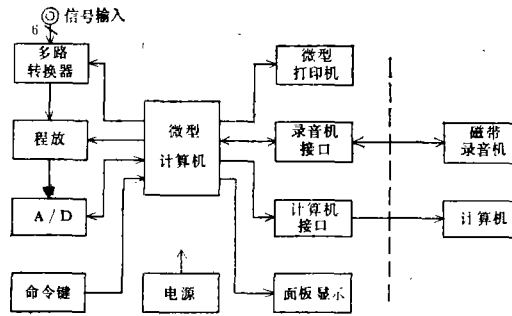 信号输入
6
多路
转换器
微型
打印机
程放
微型
计算机
录音机
接口
磁带
录音机
A/D
计算机
接口
计算机
命令键
电源
面板显示